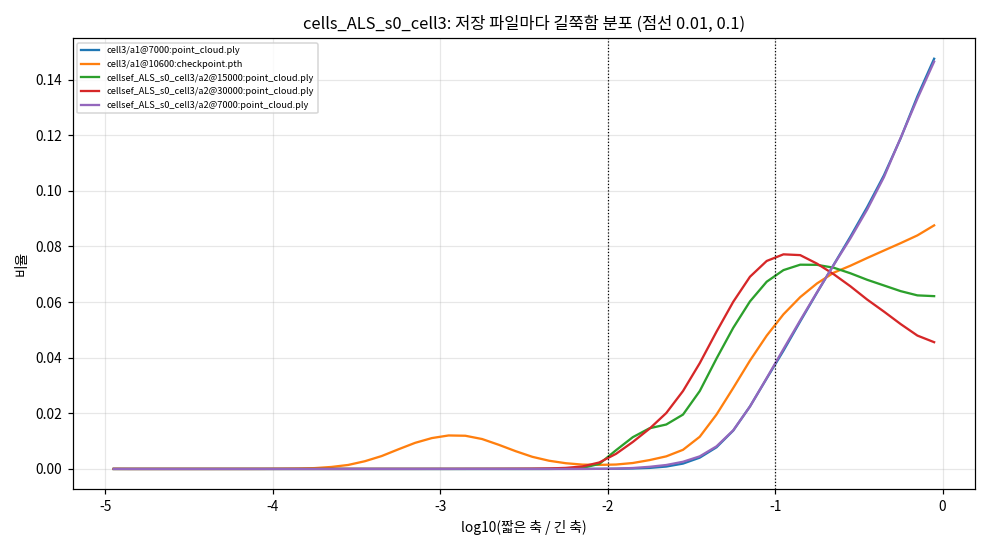 cells_ALS_s0_cell3: 저장 파일마다 길쭉함 분포 (점선 0.01, 0.1)
cell3/a1@7000:point_cloud.ply
cell3/a1@10600:checkpoint.pth
cellsef_ALS_s0_cell3/a2@15000:point_cloud.ply
cellsef_ALS_s0_cell3/a2@30000:point_cloud.ply
cellsef_ALS_s0_cell3/a2@7000:point_cloud.ply
비율
0.14
0.12
0.10
0.08
0.06
0.04
0.02
0.00
-5 -4 -3 -2 -1 0
log10(짧은 축 / 긴 축)